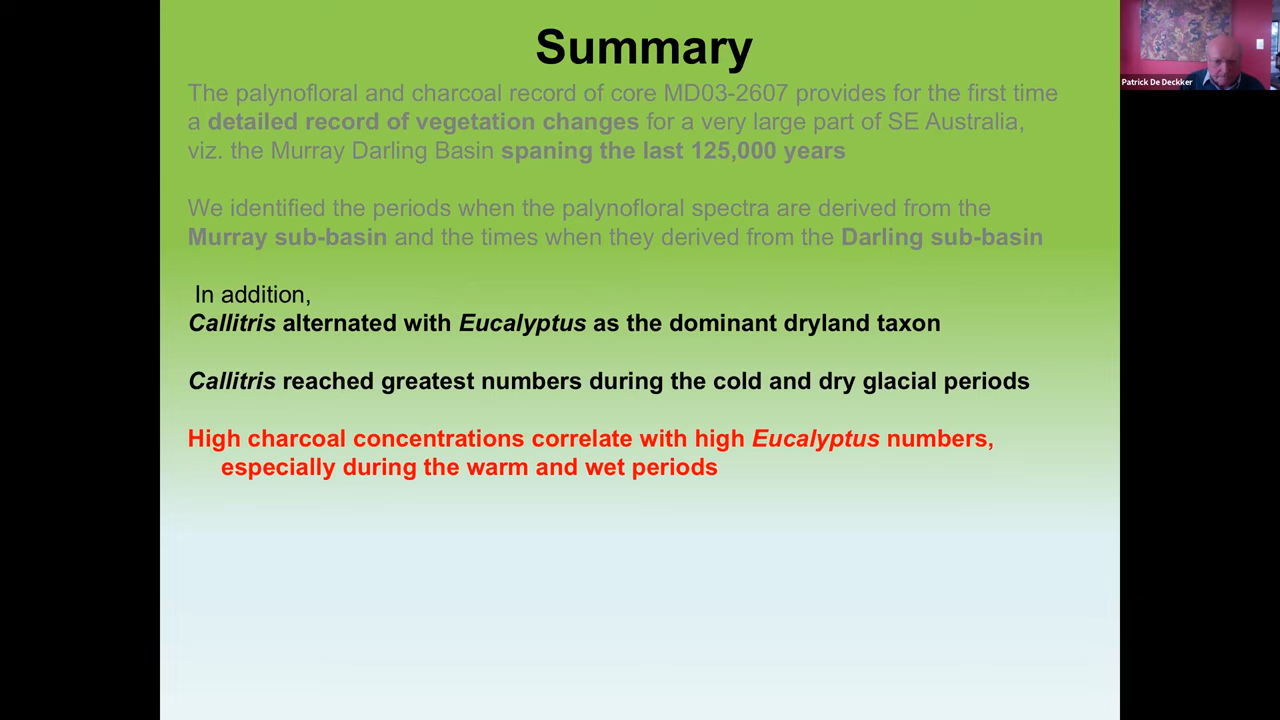 Summary
The palynofloral and charcoal record of core MD03-2607 provides for the first time
a detailed record of vegetation changes for a very large part of SE Australia,
viz. the Murray Darling Basin spaning the last 125,000 years
We identified the periods when the palynofloral spectra are derived from the
Murray sub-basin and the times when they derived from the Darling sub-basin
In addition,
Callitris alternated with Eucalyptus as the dominant dryland taxon
Callitris reached greatest numbers during the cold and dry glacial periods
High charcoal concentrations correlate with high Eucalyptus numbers,
especially during the warm and wet periods
Patrick De Deckker